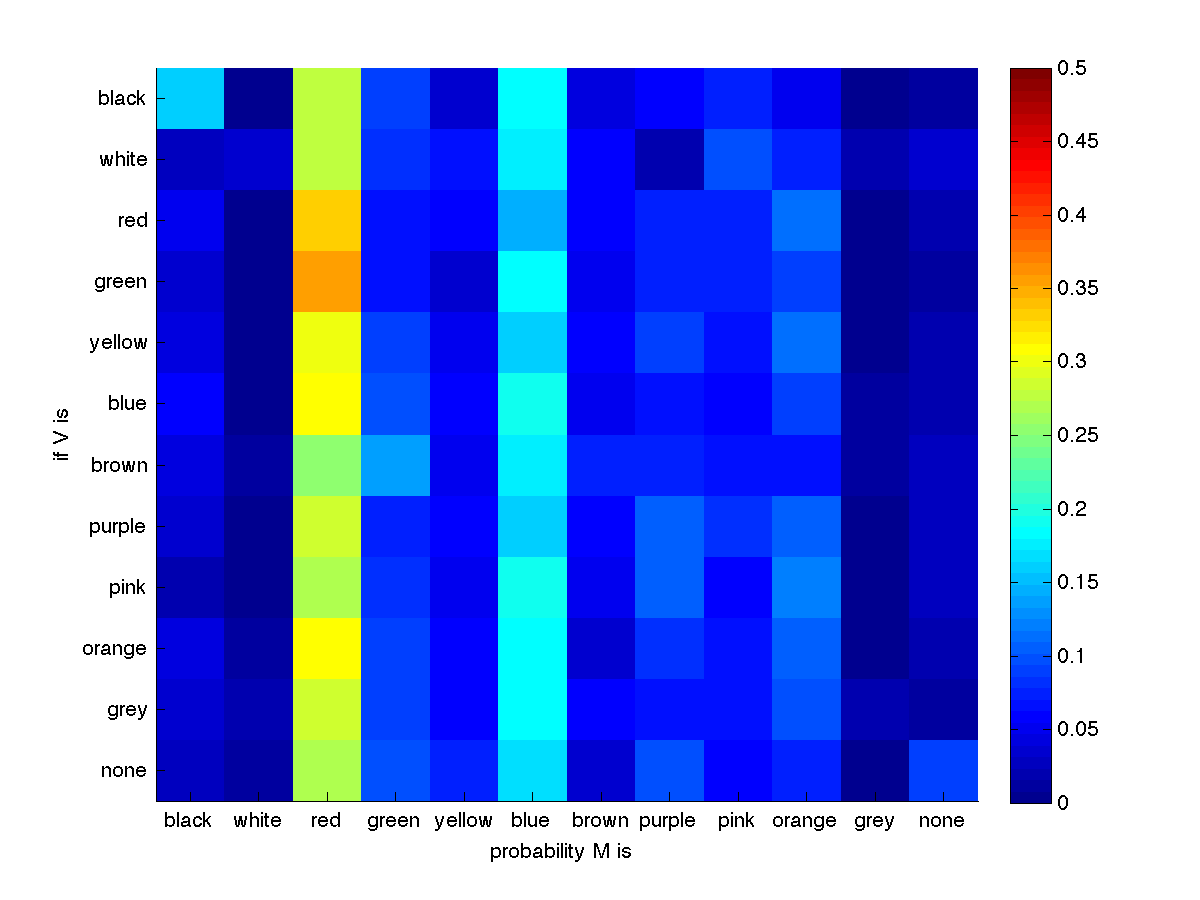 black
white
red
green
yellow
blue
brown
purple
pink
orange
grey
none
if V is
black white red green yellow blue brown purple pink orange grey none
probability M is
0.5
0.45
0.4
0.35
0.3
0.25
0.2
0.15
0.1
0.05
0